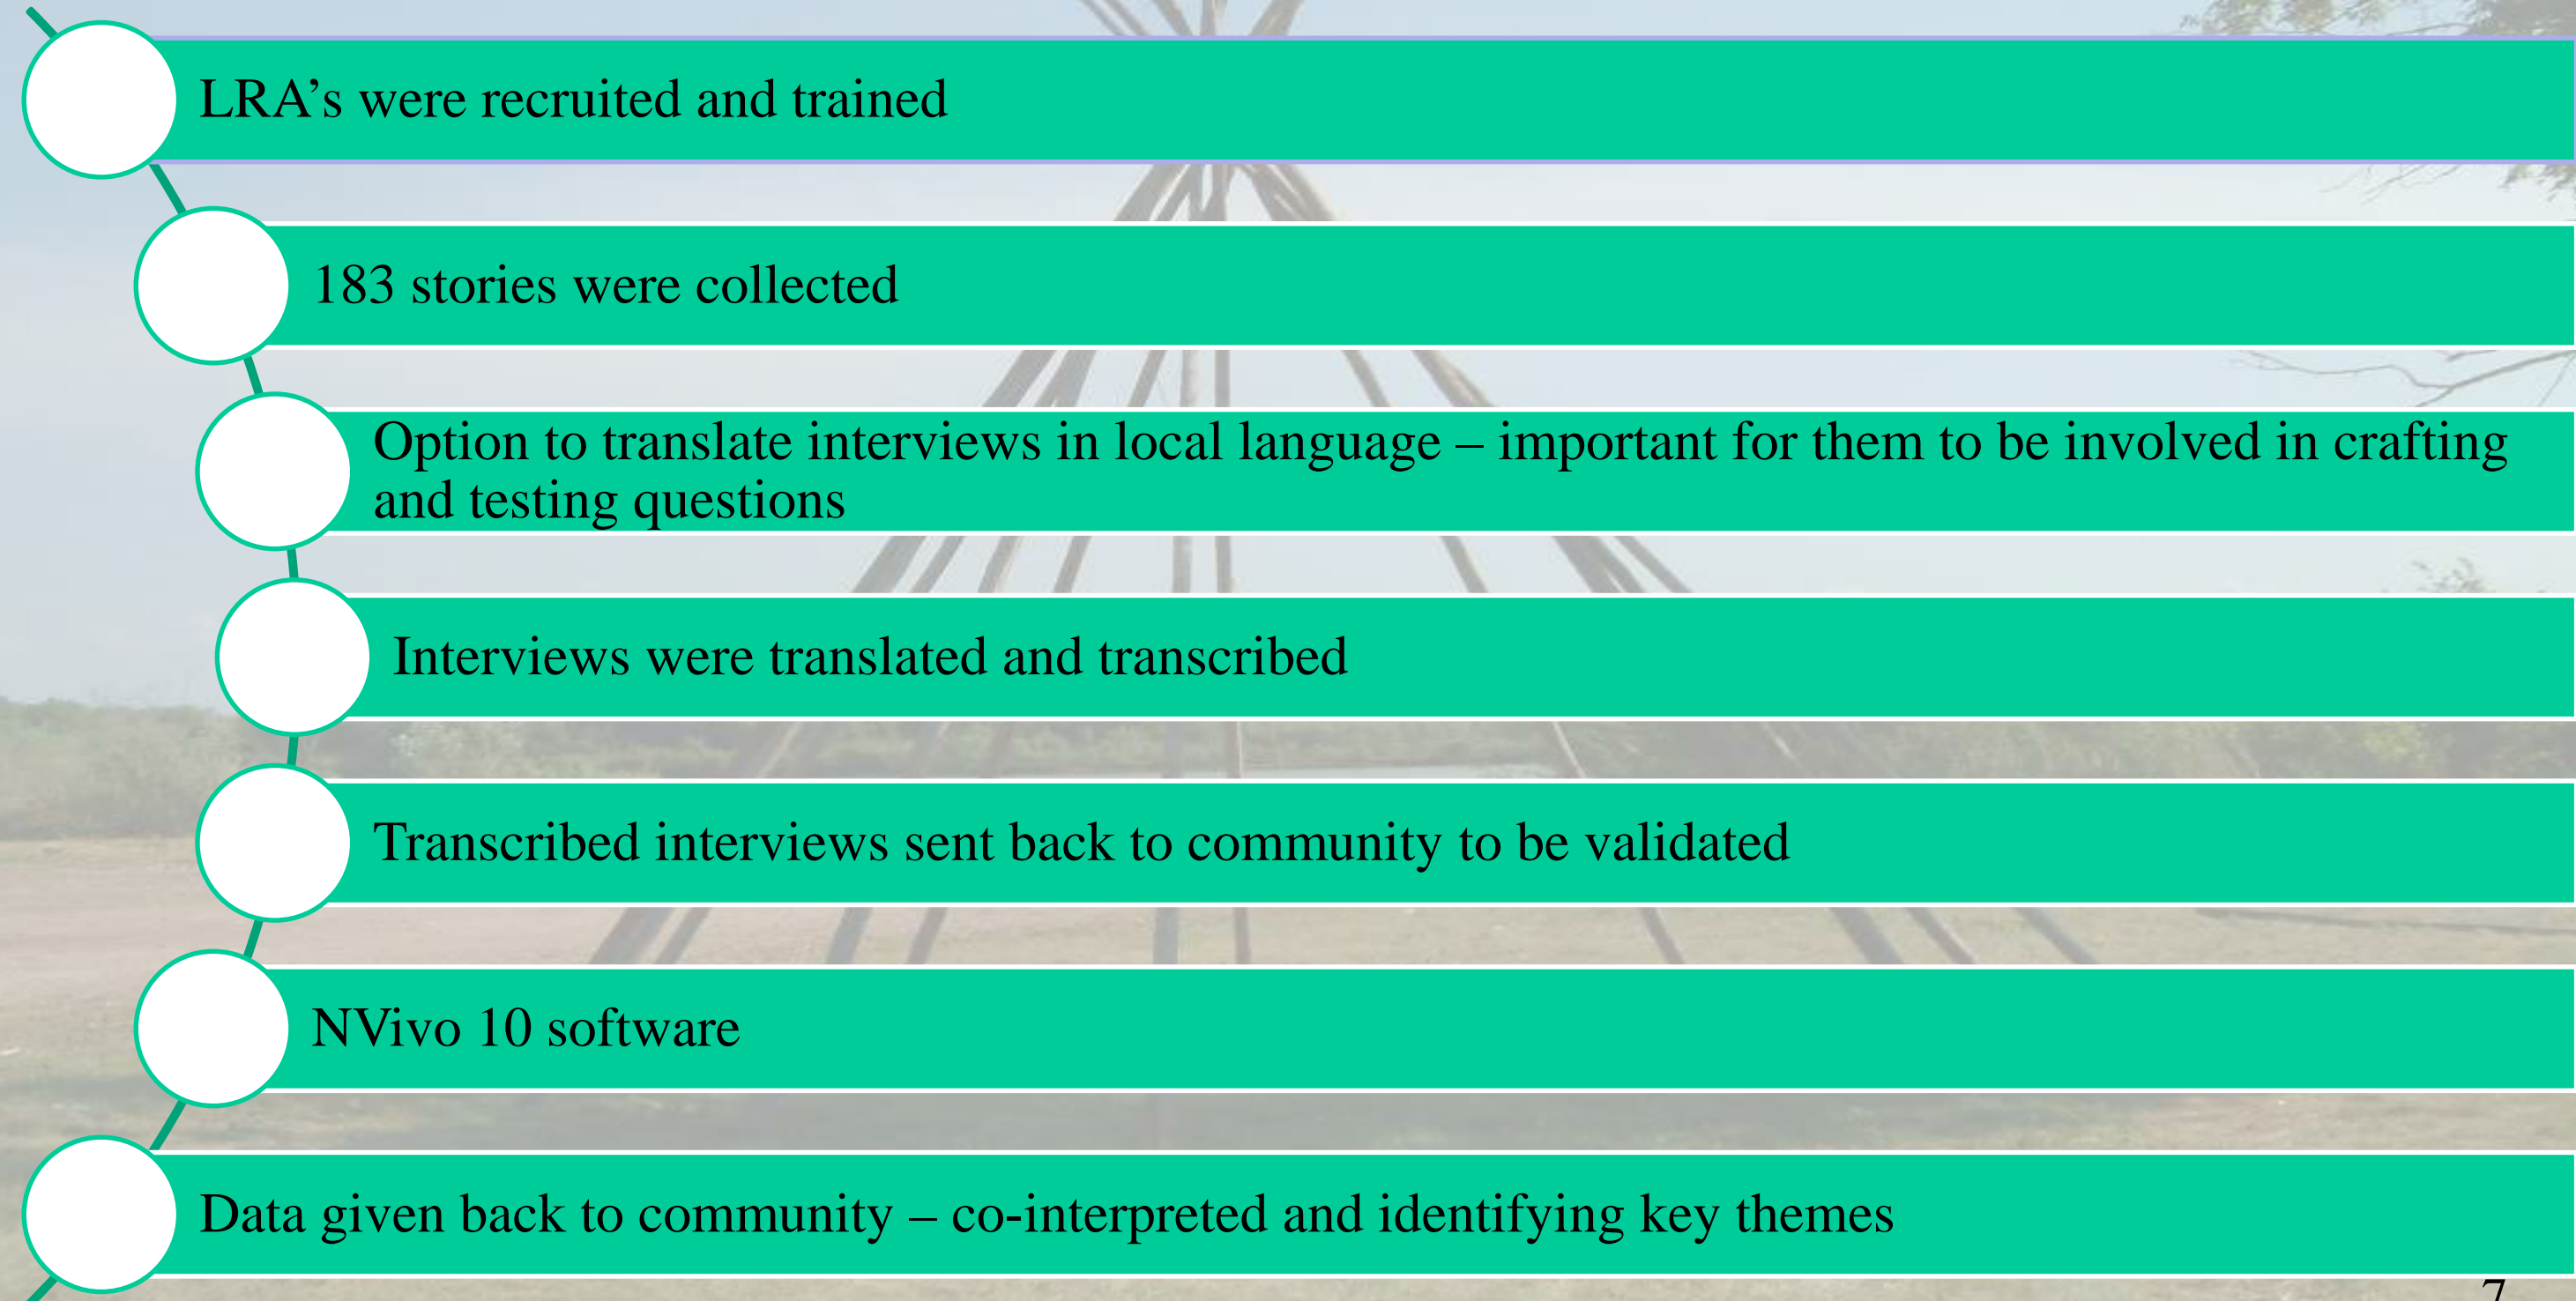 LRA’s were recruited and trained
183 stories were collected
Option to translate interviews in local language – important for them to be involved in crafting
and testing questions
Interviews were translated and transcribed
Transcribed interviews sent back to community to be validated
NVivo 10 software
Data given back to community – co-interpreted and identifying key themes
7